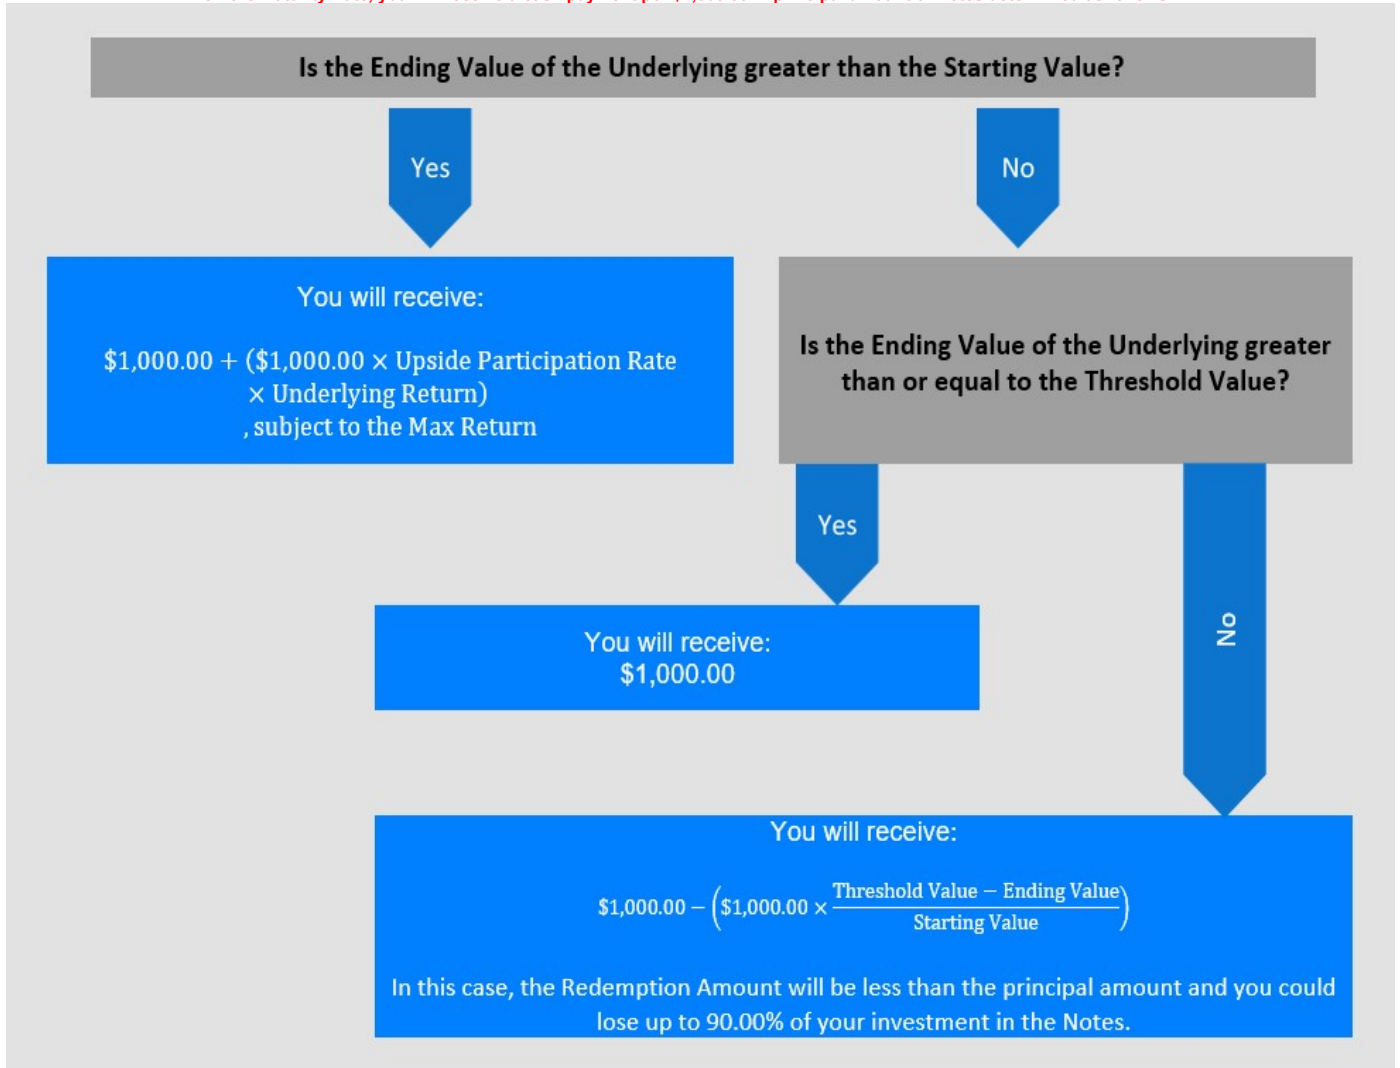 Is the Ending Value of the Underlying greater than the Starting Value?
Yes
No
You will receive:
$1,000.00 + ($1,000.00 × Upside Participation Rate
× Underlying Return)
, subject to the Max Return
Is the Ending Value of the Underlying greater
than or equal to the Threshold Value?
Yes
No
You will receive:
$1,000.00
You will receive:
$1,000.00 − ($1,000.00 × Threshold Value − Ending Value
Starting Value)
In this case, the Redemption Amount will be less than the principal amount and you could
lose up to 90.00% of your investment in the Notes.